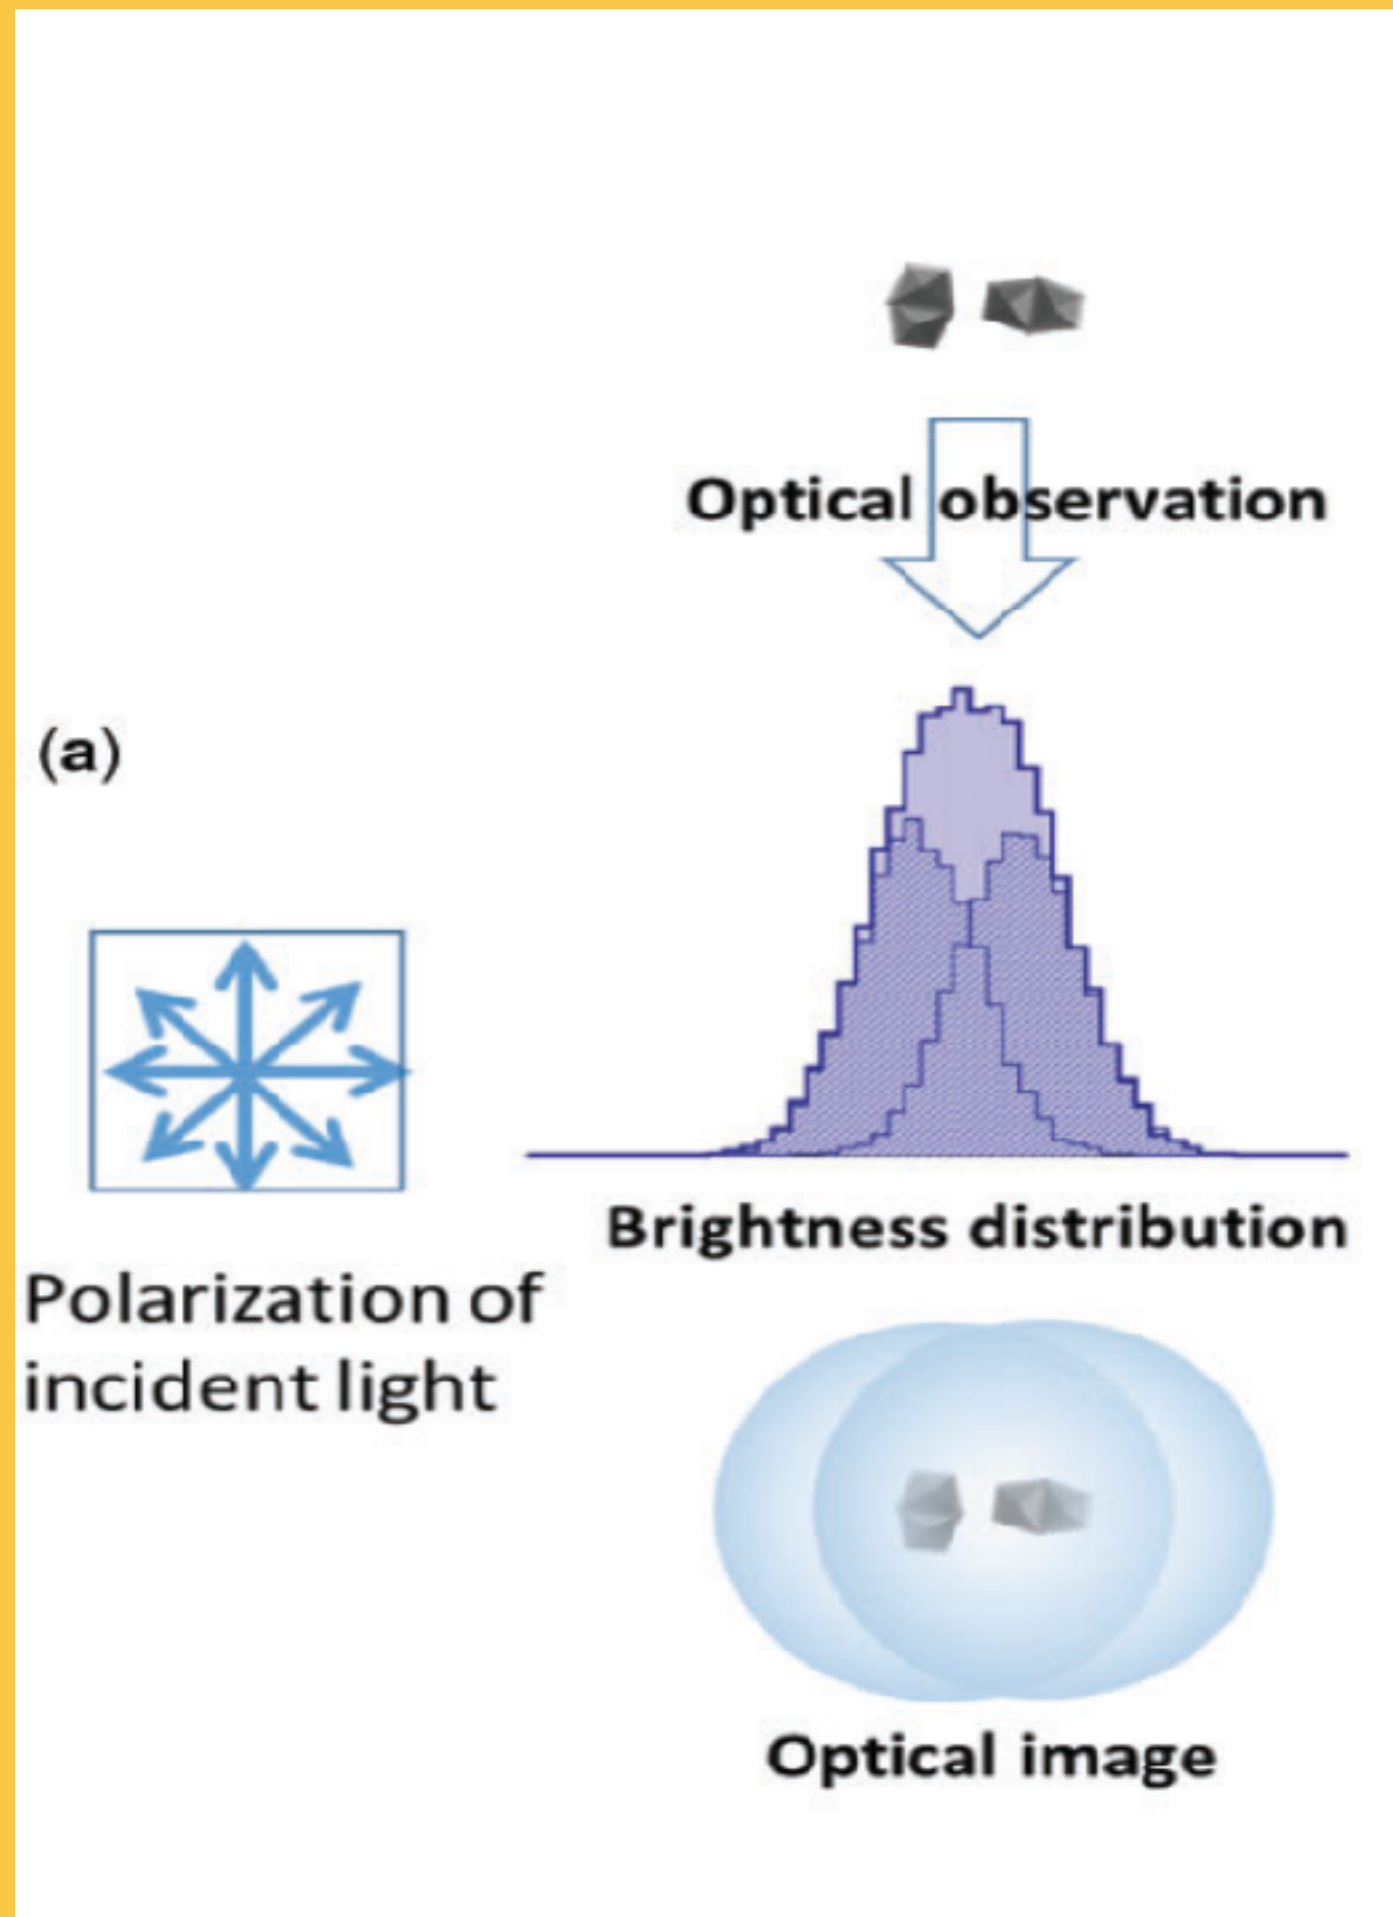 Optical observation
(a)
Brightness distribution
Polarization of
incident light
Optical image